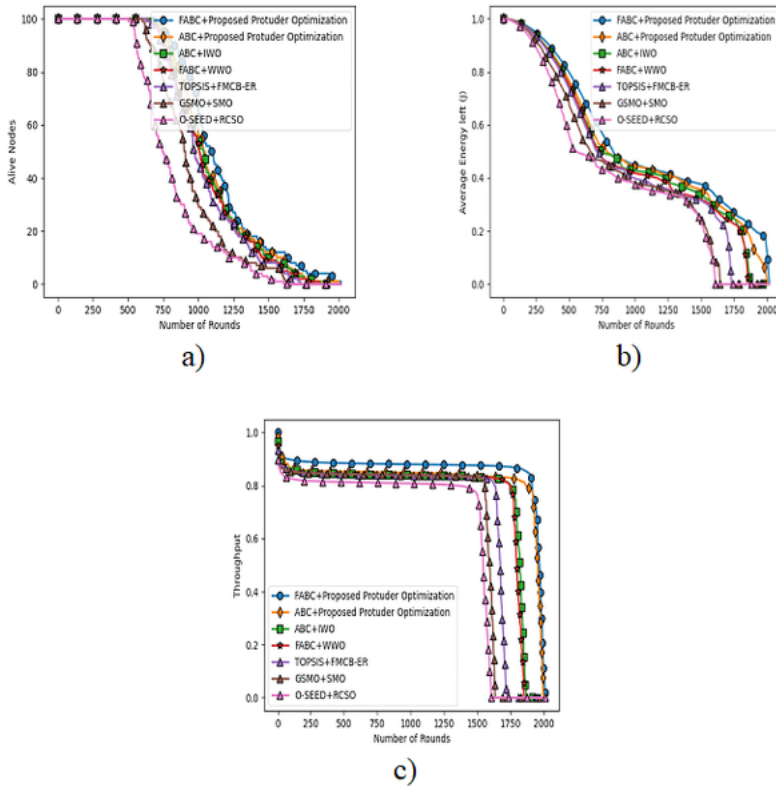 100
80
60
40
20
0
Alive Nodes
0 250 500 750 1000 1250 1500 1750 2000
Number of Rounds
FABC+Proposed Protuder Optimization
ABC+Proposed Protuder Optimization
ABC+IWO
FABC+WWO
TOPSIS+FMCB-ER
GSMO+SMO
O-SEED+RCSO
a)
1.0
0.8
0.6
0.4
0.2
0.0
Average Energy left (j)
0 250 500 750 1000 1250 1500 1750 2000
Number of Rounds
FABC+Proposed Protuder Optimization
ABC+Proposed Protuder Optimization
ABC+IWO
FABC+WWO
TOPSIS+FMCB-ER
GSMO+SMO
O-SEED+RCSO
b)
1.0
0.8
0.6
0.4
0.2
0.0
Throughput
FABC+Proposed Protuder Optimization
ABC+Proposed Protuder Optimization
ABC+IWO
FABC+WWO
TOPSIS+FMCB-ER
GSMO+SMO
O-SEED+RCSO
0 250 500 750 1000 1250 1500 1750 2000
Number of Rounds
c)